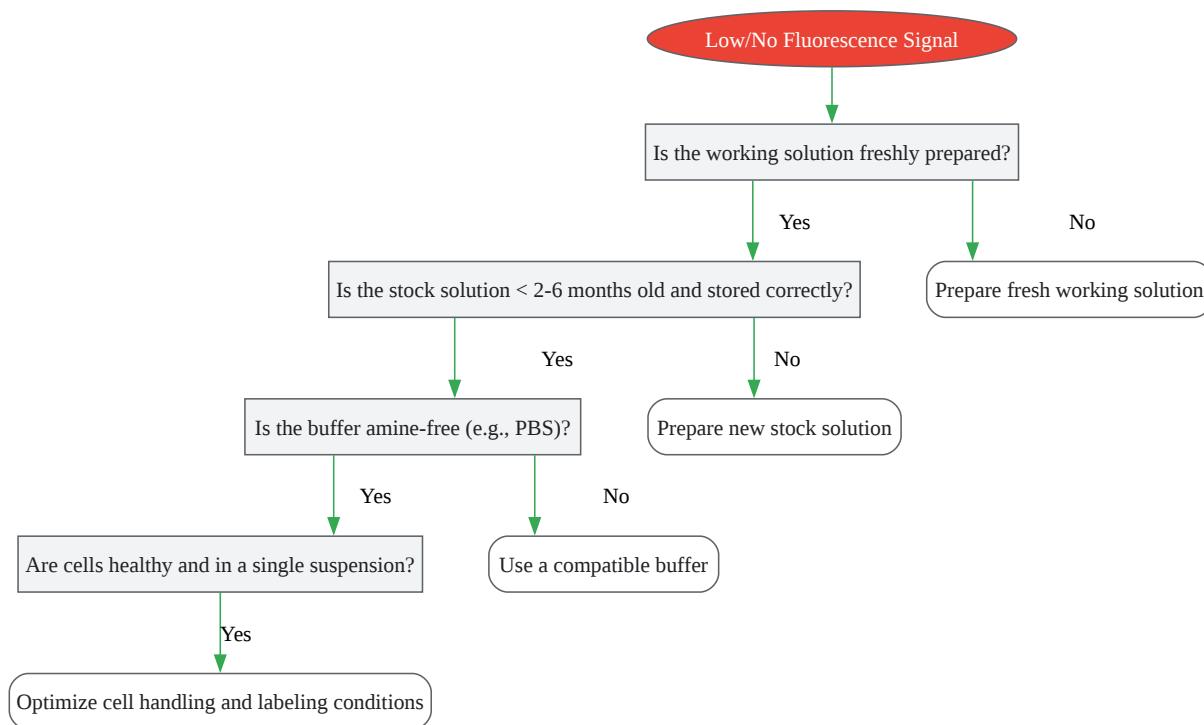 Low/No Fluorescence Signal
Is the working solution freshly prepared?
Yes
No
Is the stock solution < 2-6 months old and stored correctly?
Prepare fresh working solution
Yes
No
Is the buffer amine-free (e.g., PBS)?
Prepare new stock solution
Yes
No
Are cells healthy and in a single suspension?
Use a compatible buffer
Yes
Optimize cell handling and labeling conditions